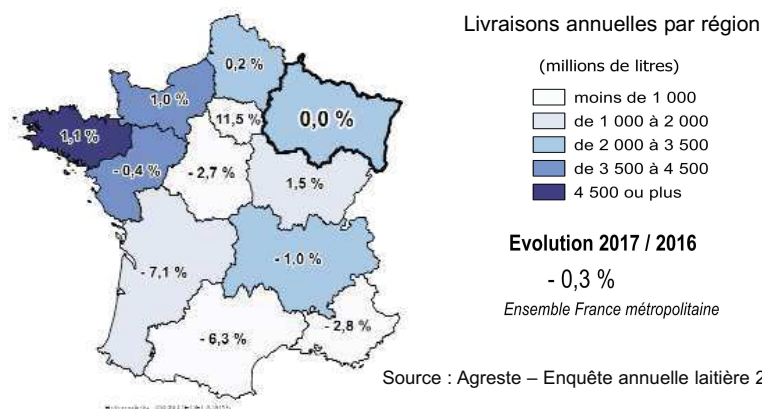 Livraisons annuelles par région
(millions de litres)
moins de 1 000
de 1 000 à 2 000
de 2 000 à 3 500
de 3 500 à 4 500
4 500 ou plus
0,2 %
1,0 %
11,5 %
0,0 %
1,1 %
- 0,4 %
- 2,7 %
1,5 %
- 1,0 %
- 7,1 %
- 6,3 %
- 2,8 %
Evolution 2017 / 2016
- 0,3 %
Ensemble France métropolitaine
Source : Agreste – Enquête annuelle laitière 2